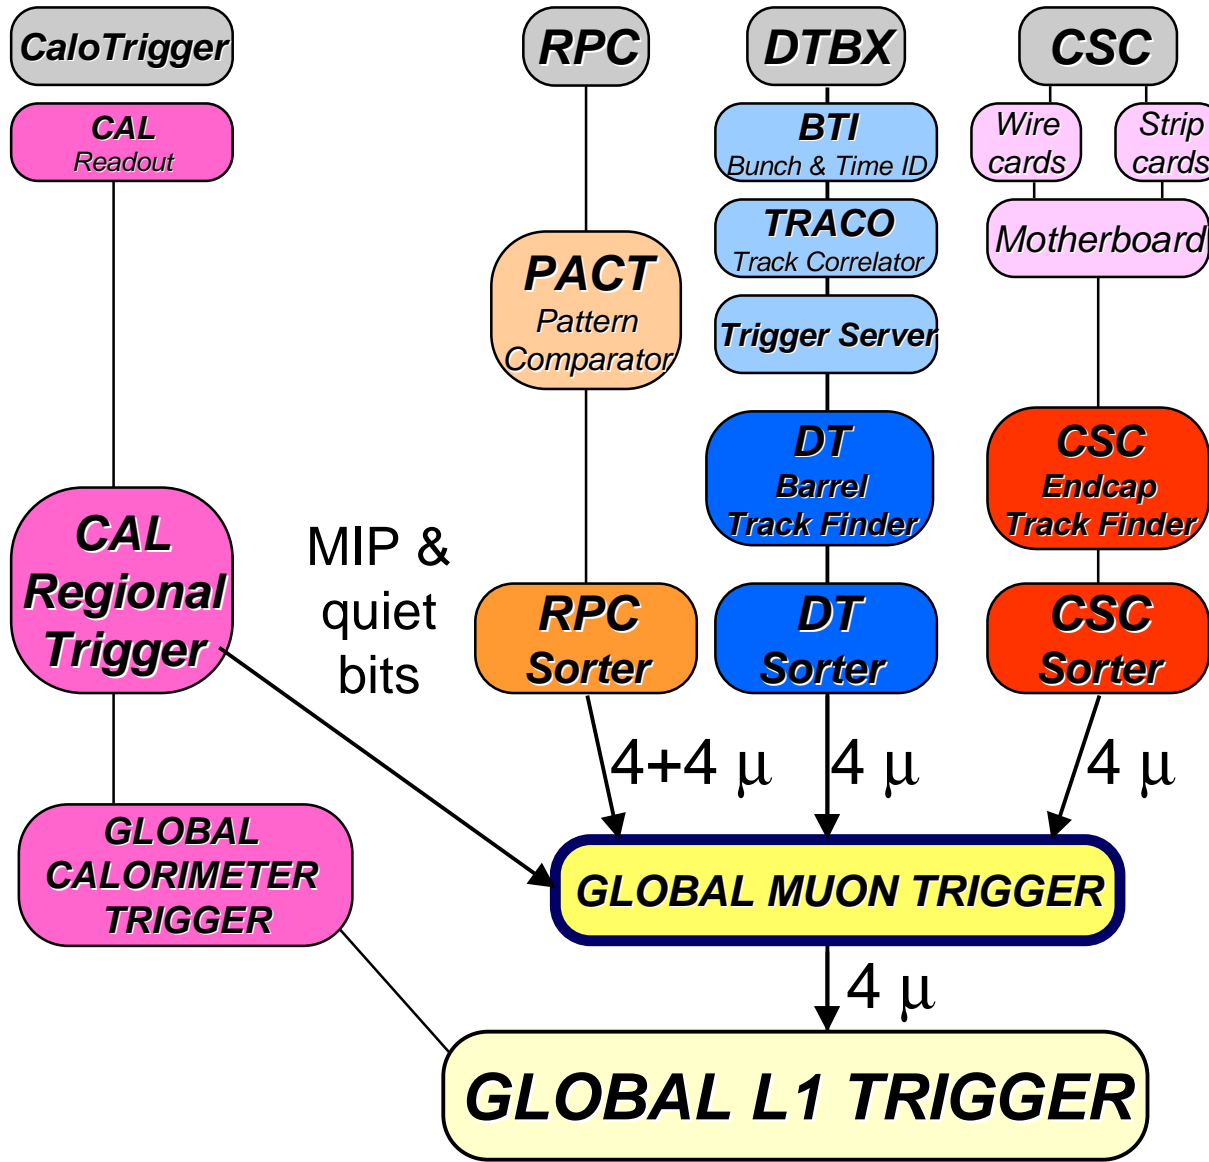 CaloTrigger
RPC
DTBX
CSC
CAL
Readout
BTI
Bunch & Time ID
Wire
cards
Strip
cards
TRACO
Track Correlator
Motherboard
PACT
Pattern
Comparator
Trigger Server
DT
Barrel
Track Finder
CSC
Endcap
Track Finder
CAL
Regional
Trigger
MIP &
quiet
bits
RPC
Sorter
DT
Sorter
CSC
Sorter
4+4 μ
4 μ
4 μ
GLOBAL
CALORIMETER
TRIGGER
GLOBAL MUON TRIGGER
4 μ
GLOBAL L1 TRIGGER